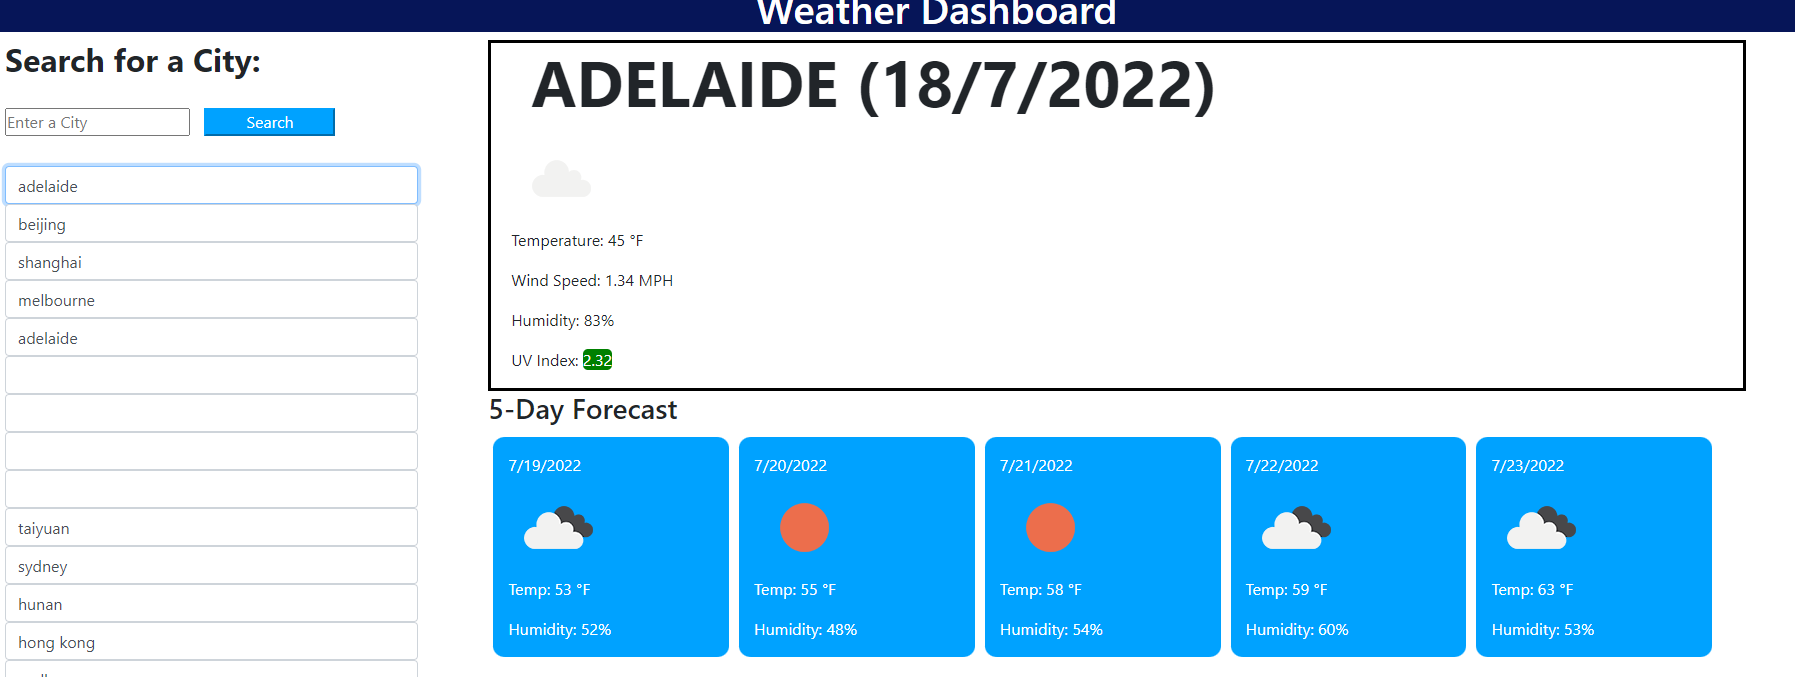 Weather Dashboard
Search for a City:
Enter a City
Search
adelaide
beijing
shanghai
melbourne
adelaide
taiyuan
sydney
hunan
hong kong
ADELAIDE (18/7/2022)
Temperature: 45 °F
Wind Speed: 1.34 MPH
Humidity: 83%
UV Index: 2.32
5-Day Forecast
7/19/2022
Temp: 53 °F
Humidity: 52%
7/20/2022
Temp: 55 °F
Humidity: 48%
7/21/2022
Temp: 58 °F
Humidity: 54%
7/22/2022
Temp: 59 °F
Humidity: 60%
7/23/2022
Temp: 63 °F
Humidity: 53%